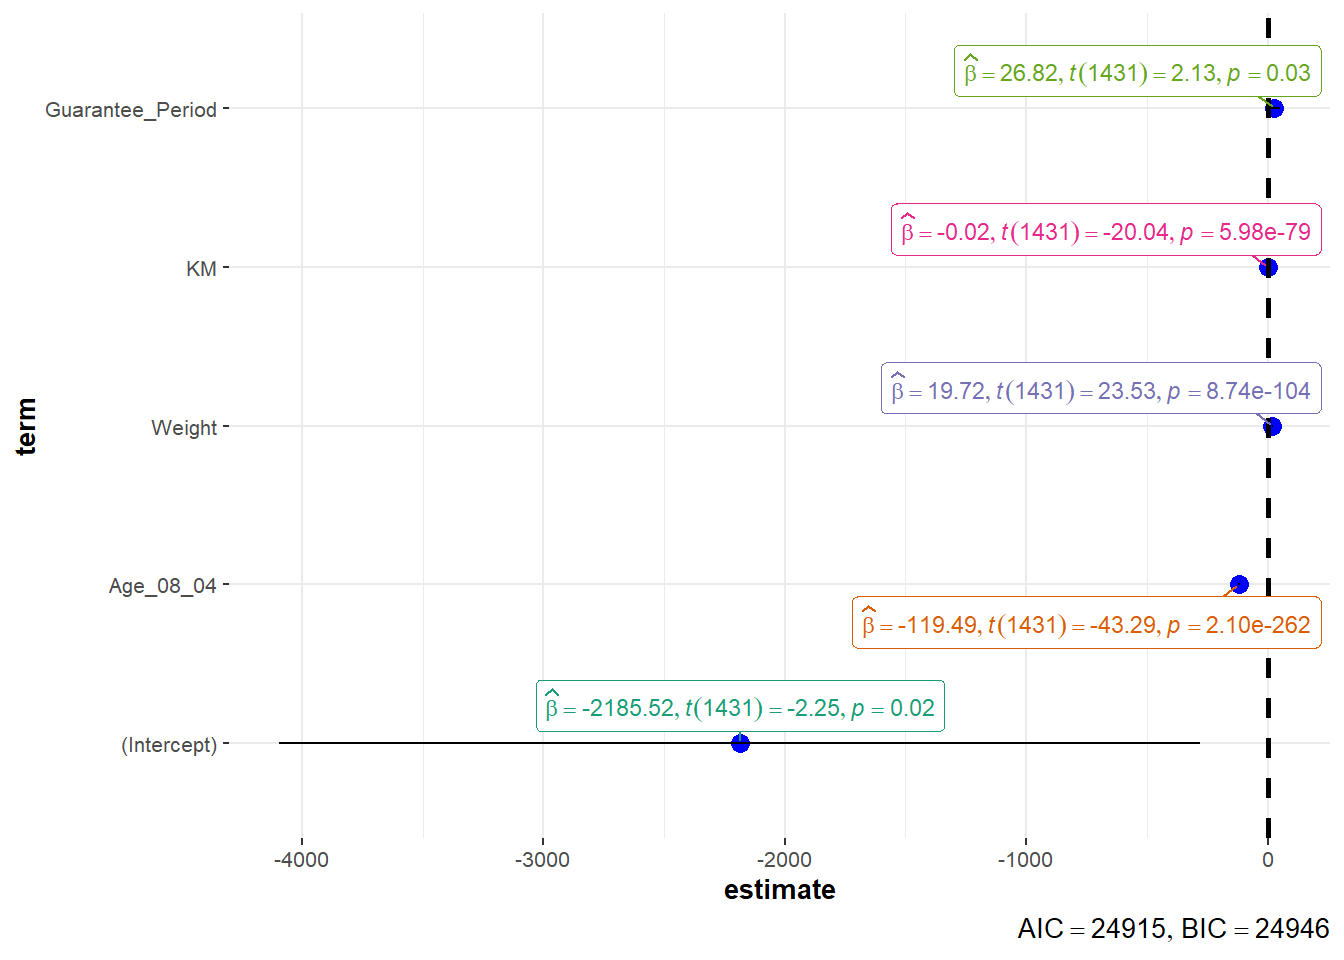 β̂ = 26.82, t(1431) = 2.13, p = 0.03
Guarantee_Period
β̂ = -0.02, t(1431) = -20.04, p = 5.98e-79
KM
β̂ = 19.72, t(1431) = 23.53, p = 8.74e-104
Weight
term
Age_08_04
β̂ = -119.49, t(1431) = -43.29, p = 2.10e-262
β̂ = -2185.52, t(1431) = -2.25, p = 0.02
(Intercept)
-4000 -3000 -2000 -1000 0
estimate
AIC = 24915, BIC = 24946